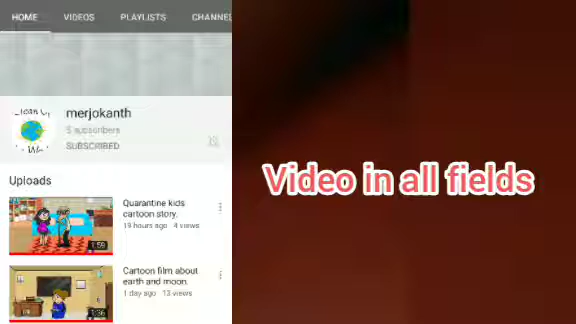 HOME VIDEOS PLAYLISTS CHANNE
merjokanth
5 subscribers
SUBSCRIBED
Uploads
Quarantine kids
cartoon story.
19 hours ago 4 views
1:59
Cartoon film about
earth and moon.
1 day ago 13 views
1:36
Video in all fields